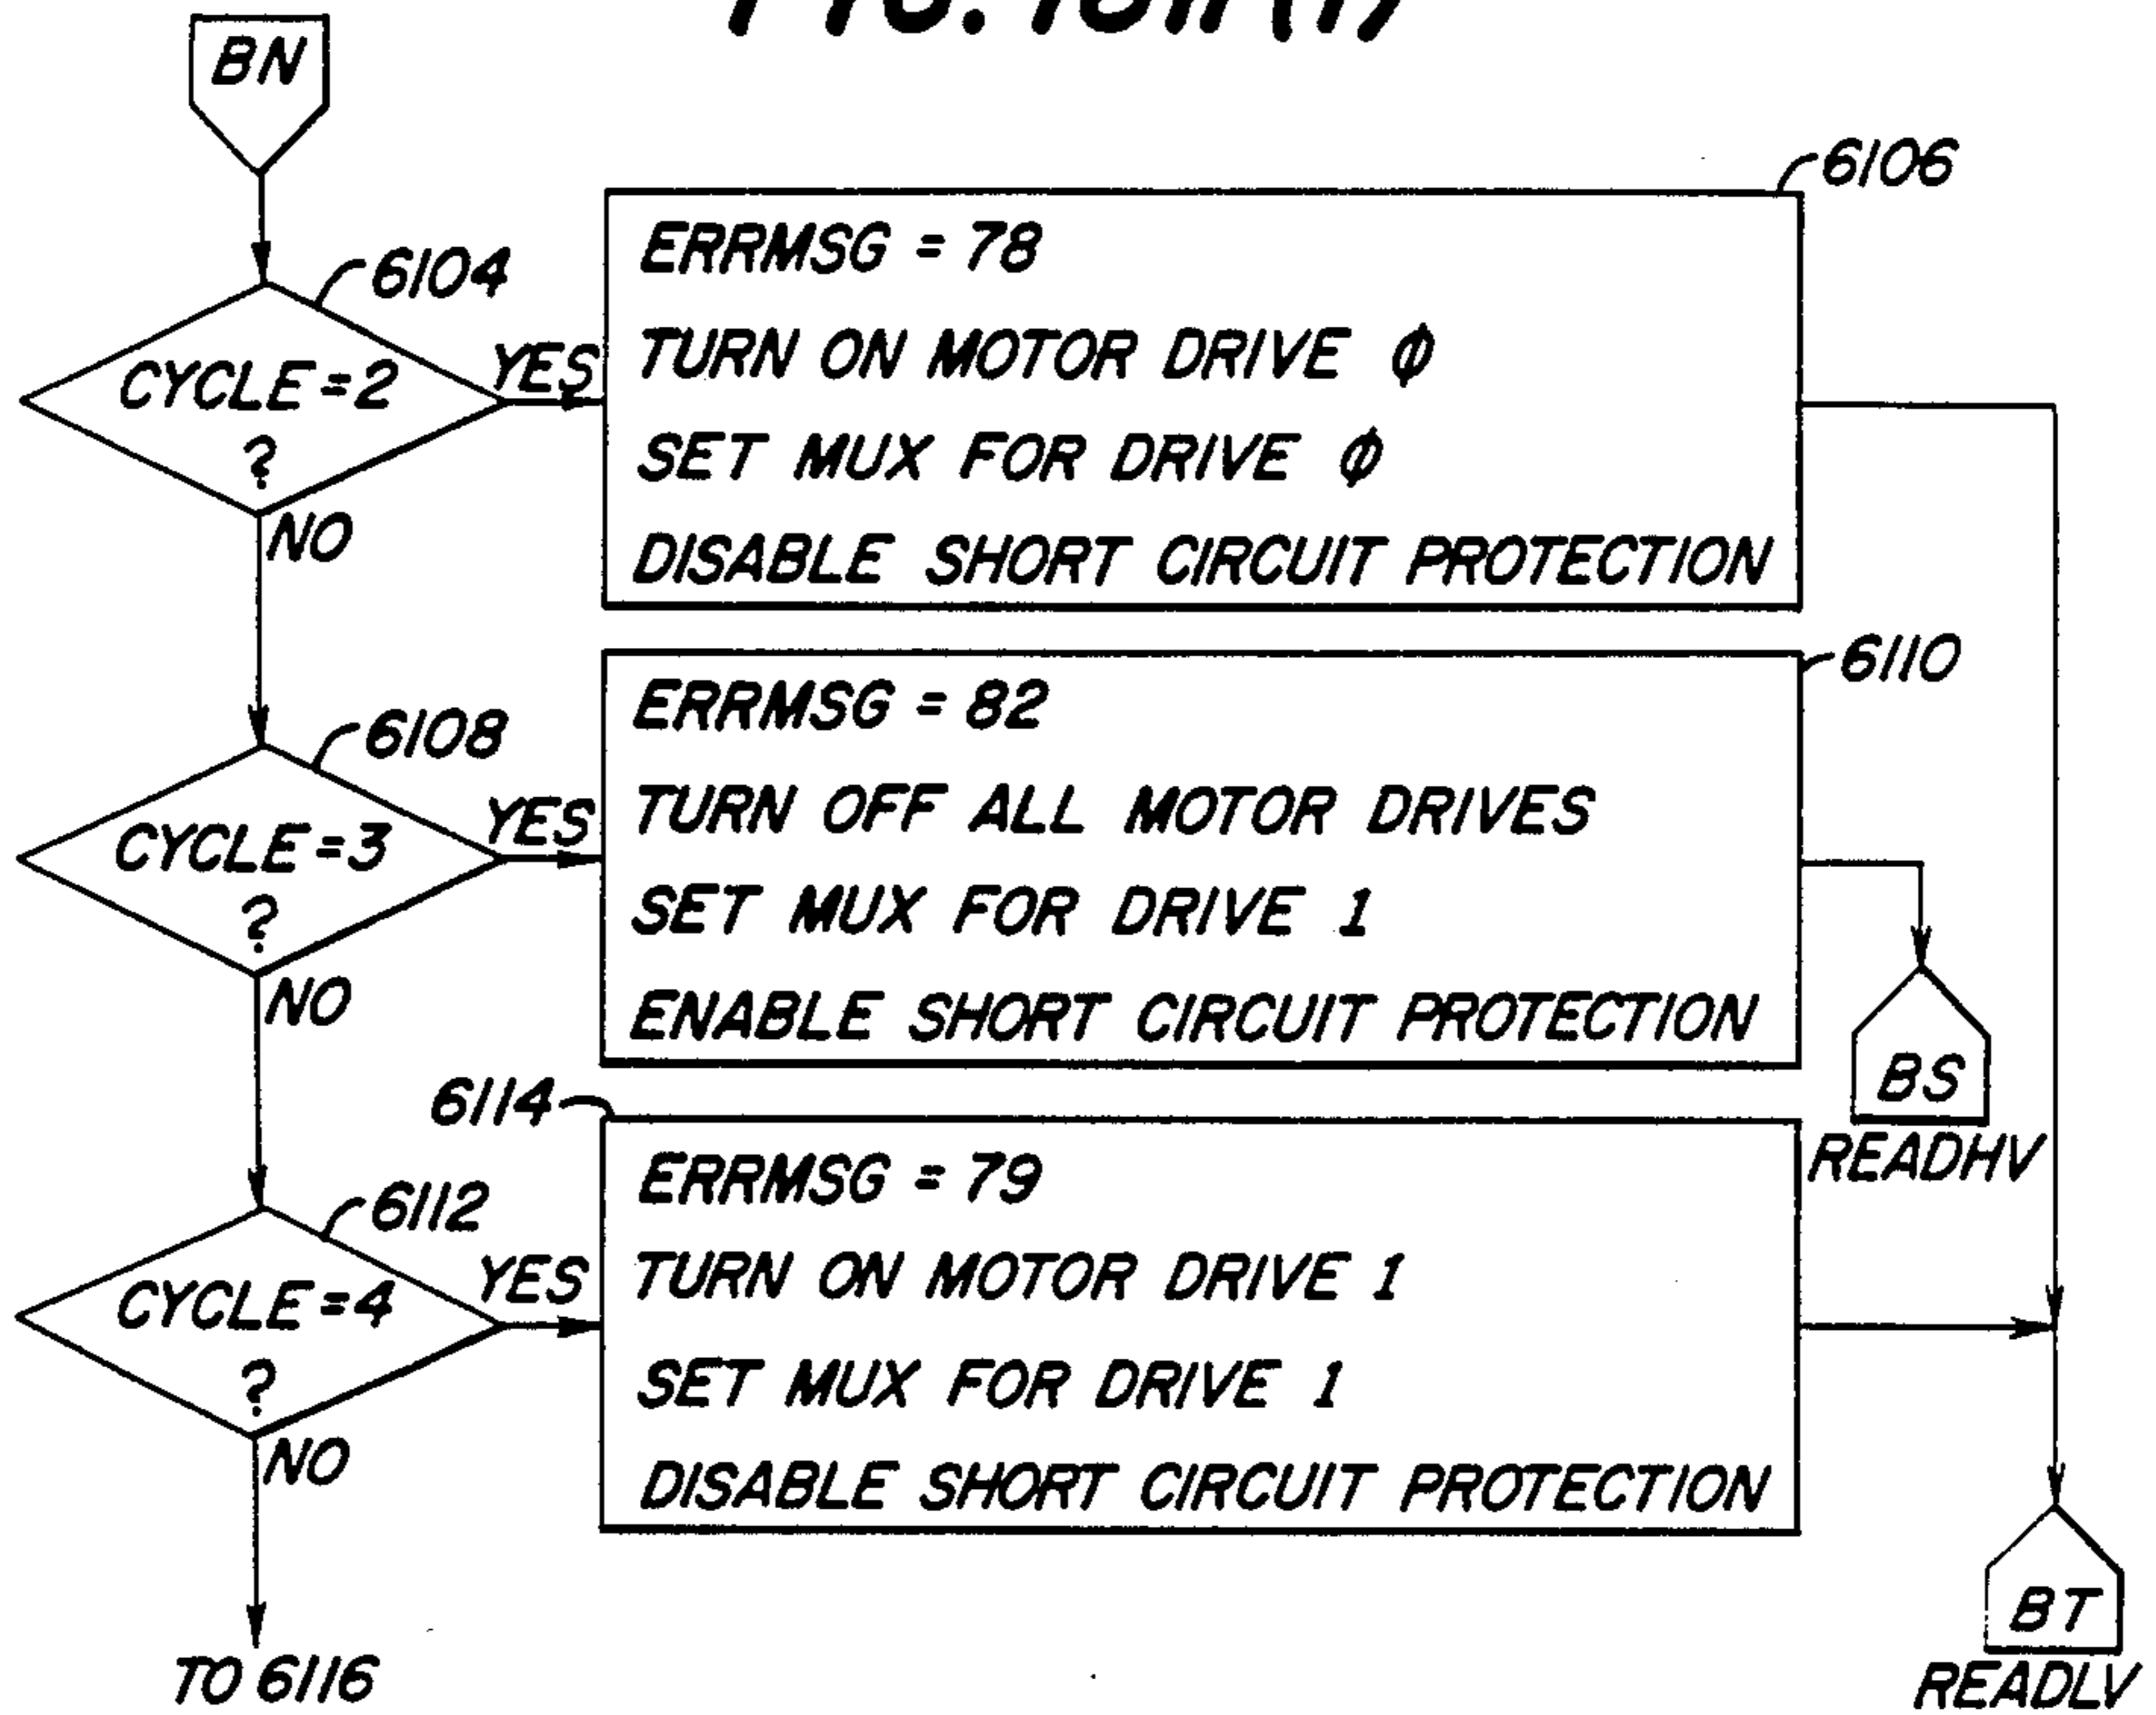 BN
6106
ERRMSG = 78
6104
TURN ON MOTOR DRIVE φ
CYCLE=2
?
YES
SET MUX FOR DRIVE φ
NO
DISABLE SHORT CIRCUIT PROTECTION
6110
ERRMSG = 82
6108
TURN OFF ALL MOTOR DRIVES
CYCLE=3
?
YES
SET MUX FOR DRIVE 1
NO
ENABLE SHORT CIRCUIT PROTECTION
BS
READHV
6114
ERRMSG = 79
6112
TURN ON MOTOR DRIVE 1
CYCLE=4
?
YES
SET MUX FOR DRIVE 1
NO
DISABLE SHORT CIRCUIT PROTECTION
BT
READLV
TO 6116